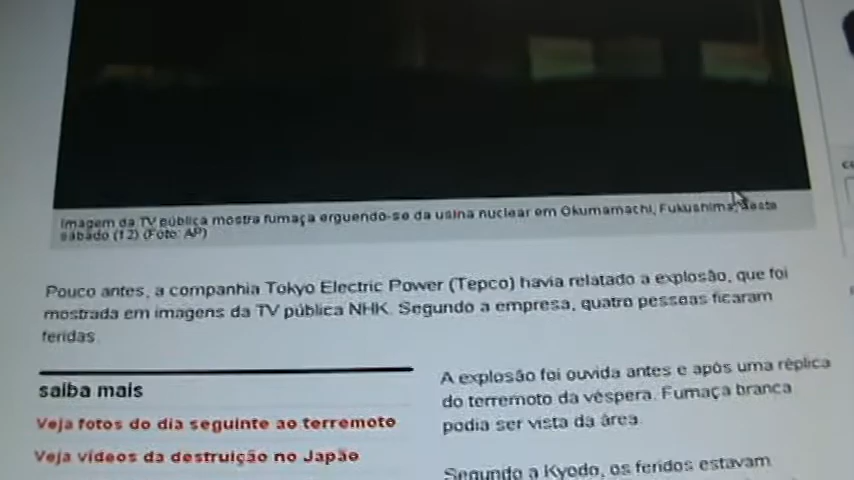 Imagem da TV pública mostra fumaça erguendo-se da usina nuclear em Okumamachi, Fukushima, neste
sábado (12) (Foto: AP)
Pouco antes, a companhia Tokyo Electric Power (Tepco) havia relatado a explosão, que foi
mostrada em imagens da TV pública NHK. Segundo a empresa, quatro pessoas ficaram
feridas.
saiba mais
Veja fotos do dia seguinte ao terremoto
Veja vídeos da destruição no Japão
A explosão foi ouvida antes e após uma réplica
do terremoto da véspera. Fumaça branca
podia ser vista da área.
Segundo a Kyodo, os feridos estavam